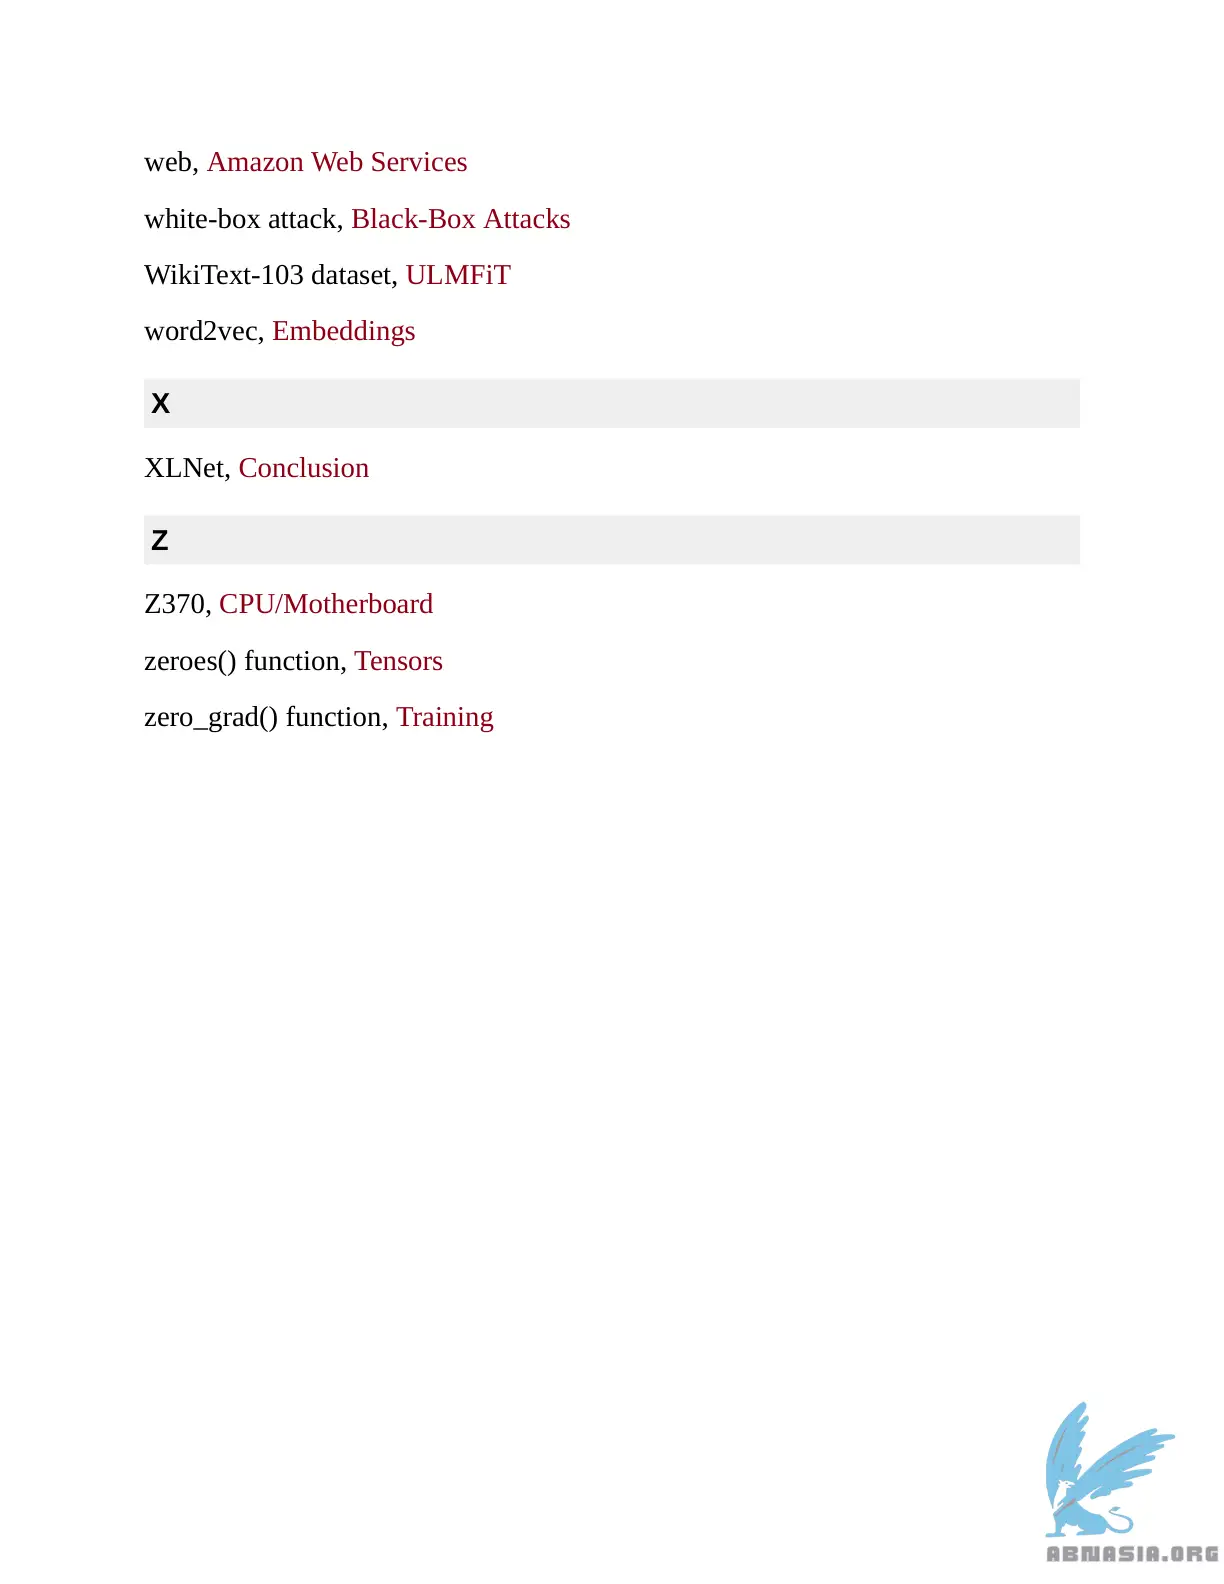 web, Amazon Web Services
white-box attack, Black-Box Attacks
WikiText-103 dataset, ULMFiT
word2vec, Embeddings
X
XLNet, Conclusion
Z
Z370, CPU/Motherboard
zeroes() function, Tensors
zero_grad() function, Training
ABNASIA.ORG